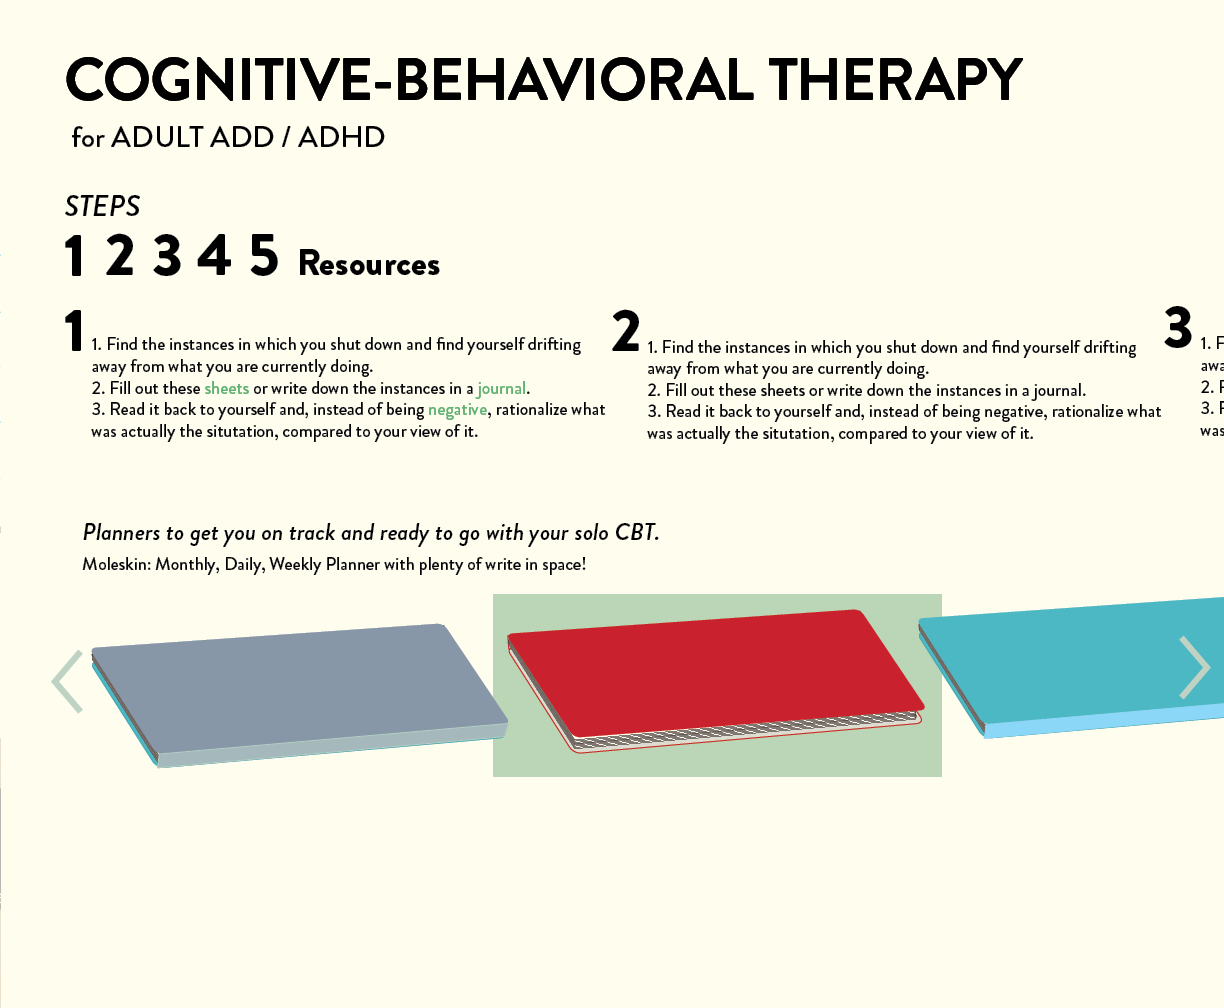 COGNITIVE-BEHAVIORAL THERAPY
for ADULT ADD / ADHD
STEPS
1 2 3 4 5 Resources
1
1. Find the instances in which you shut down and find yourself drifting
away from what you are currently doing.
2. Fill out these sheets or write down the instances in a journal.
3. Read it back to yourself and, instead of being negative, rationalize what
was actually the situtation, compared to your view of it.
2
1. Find the instances in which you shut down and find yourself drifting
away from what you are currently doing.
2. Fill out these sheets or write down the instances in a journal.
3. Read it back to yourself and, instead of being negative, rationalize what
was actually the situtation, compared to your view of it.
3
1. F
awa
2. F
3. R
was
Planners to get you on track and ready to go with your solo CBT.
Moleskin: Monthly, Daily, Weekly Planner with plenty of write in space!